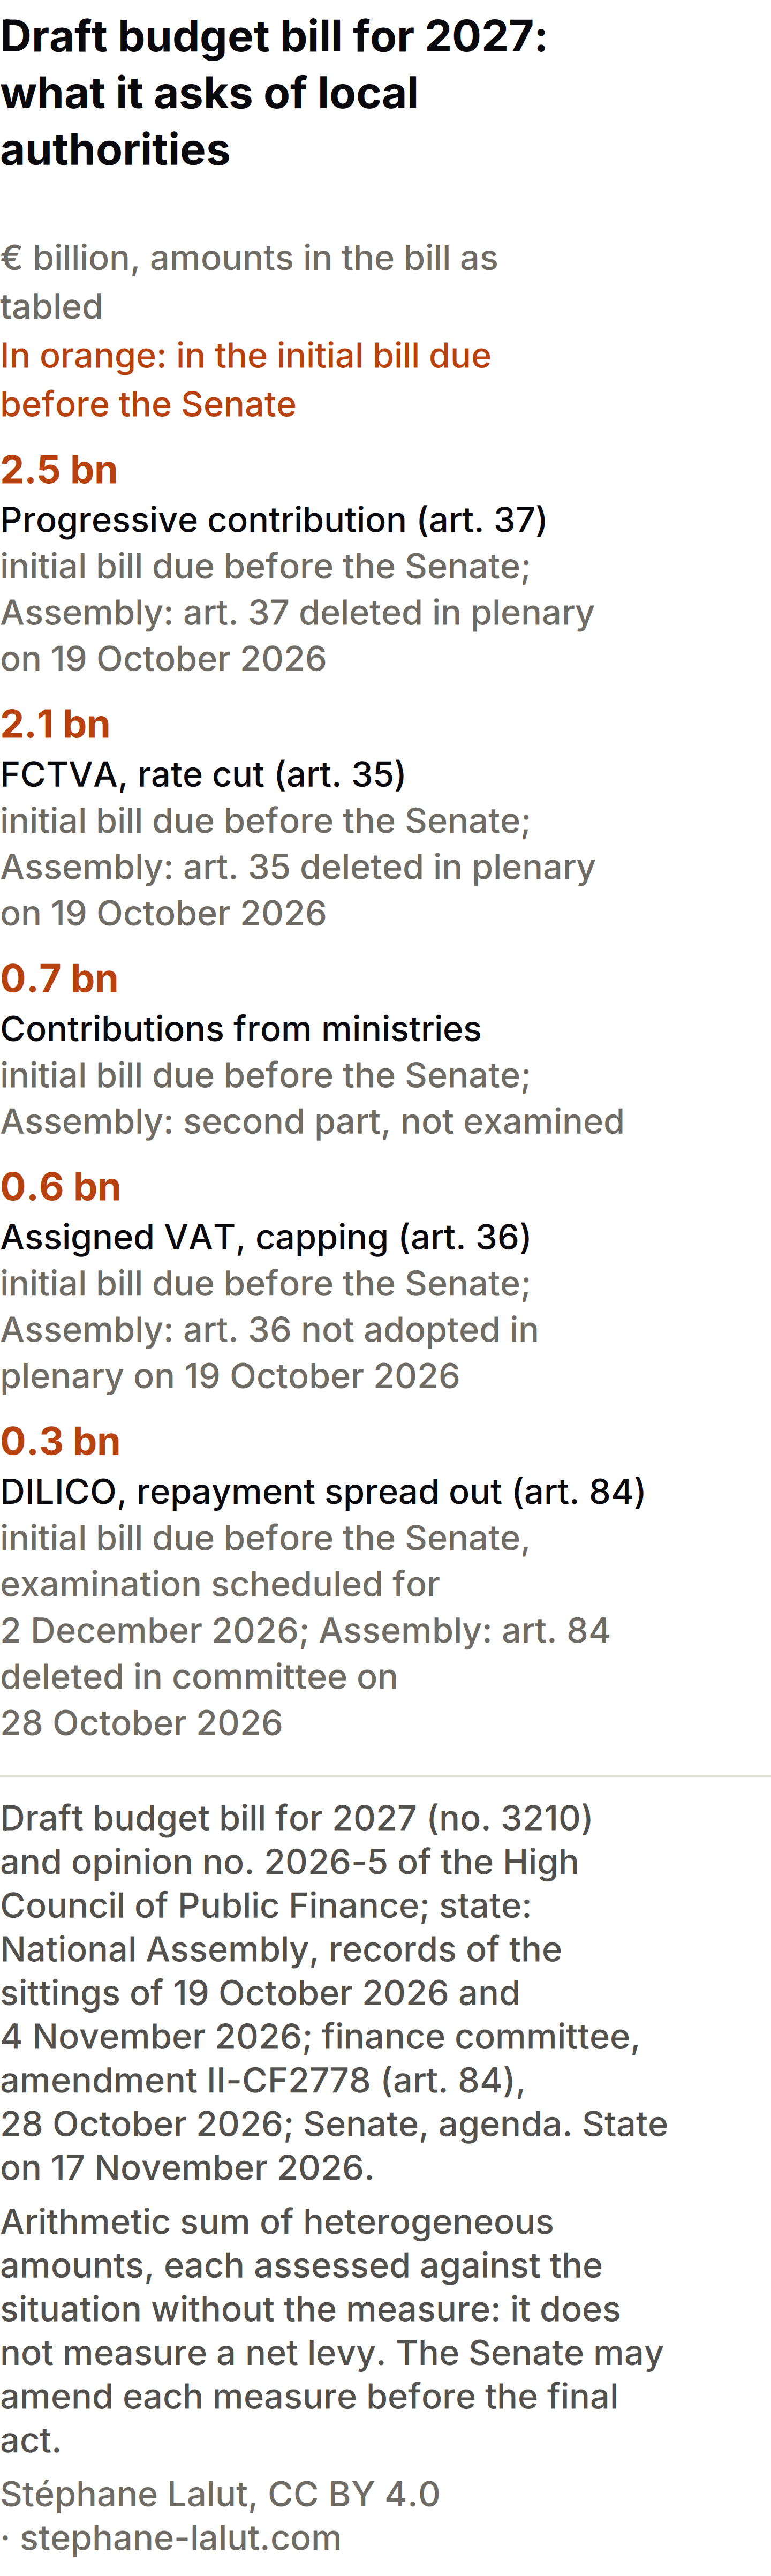 Draft budget bill for 2027:
what it asks of local
authorities
€ billion, amounts in the bill as
tabled
In orange: in the initial bill due
before the Senate
2.5 bn
Progressive contribution (art. 37)
initial bill due before the Senate;
Assembly: art. 37 deleted in plenary
on 19 October 2026
2.1 bn
FCTVA, rate cut (art. 35)
initial bill due before the Senate;
Assembly: art. 35 deleted in plenary
on 19 October 2026
0.7 bn
Contributions from ministries
initial bill due before the Senate;
Assembly: second part, not examined
0.6 bn
Assigned VAT, capping (art. 36)
initial bill due before the Senate;
Assembly: art. 36 not adopted in
plenary on 19 October 2026
0.3 bn
DILICO, repayment spread out (art. 84)
initial bill due before the Senate,
examination scheduled for
2 December 2026; Assembly: art. 84
deleted in committee on
28 October 2026
Draft budget bill for 2027 (no. 3210)
and opinion no. 2026-5 of the High
Council of Public Finance; state:
National Assembly, records of the
sittings of 19 October 2026 and
4 November 2026; finance committee,
amendment II-CF2778 (art. 84),
28 October 2026; Senate, agenda. State
on 17 November 2026.
Arithmetic sum of heterogeneous
amounts, each assessed against the
situation without the measure: it does
not measure a net levy. The Senate may
amend each measure before the final
act.
Stéphane Lalut, CC BY 4.0
· stephane-lalut.com